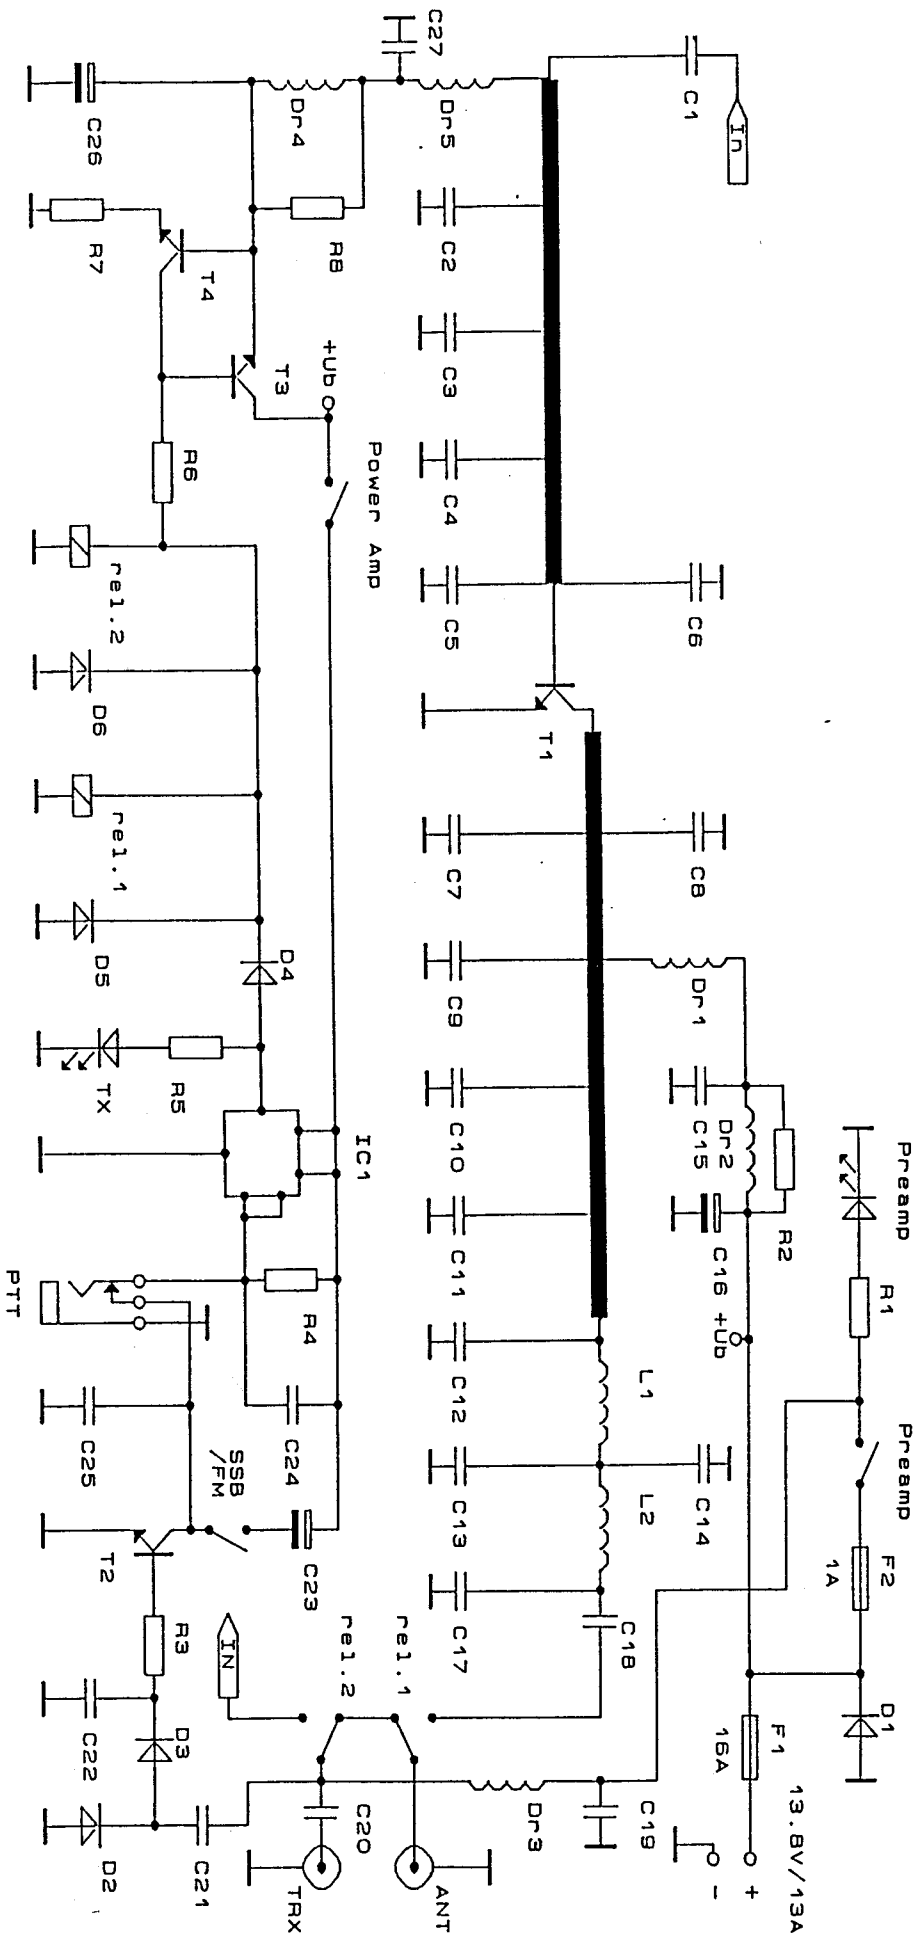 Preamp
R1
Preamp
F2
1A
D1
13.8V/13A
+
-
F1
16A
In
C1
R2
Dr2
C15
C16
+Ub
Dr1
C6
C8
C14
C19
L1
L2
C18
T1
Dr3
C27
Dr5
C2
C3
C4
C5
C7
C9
C10
C11
C12
C13
C17
rel.1
rel.2
ANT
TRX
C20
Power Amp
+Ub
T3
Dr4
R8
IC1
R4
C24
C23
SSB
/FM
IN
C26
R7
T4
R6
rel.2
D6
rel.1
D5
D4
TX
R5
PTT
C25
T2
R3
C22
D3
D2
C21